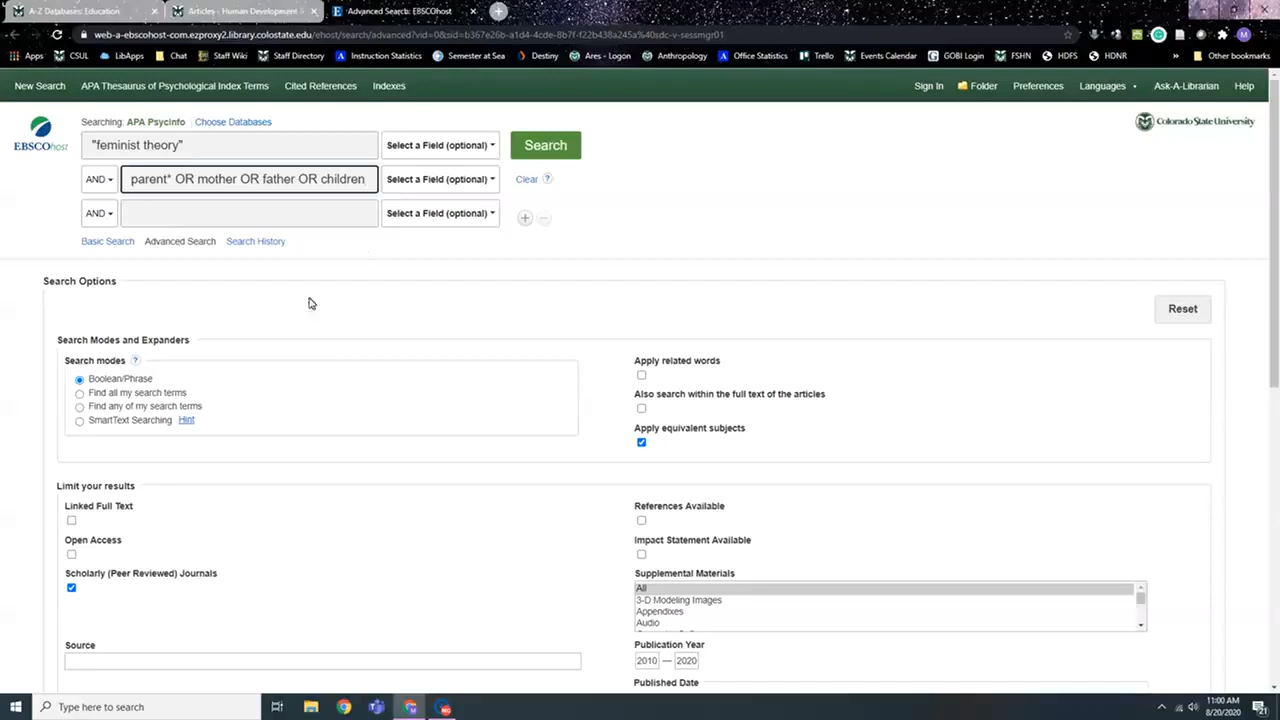 A-Z Databases: Education
Articles - Human Development &
Advanced Search: EBSCOhost
web-a-ebscohost-com.ezproxy2.library.colostate.edu/ehost/search/advanced?vid=0&sid=b367e26b-a1d4-4cde-8b7f-f22b438a245a%40sdc-v-sessmgr01
Apps CSUL LibApps Chat Staff Wiki Staff Directory Instruction Statistics Semester at Sea Destiny Ares - Logon Anthropology Office Statistics Trello Events Calendar GOBI Login FSHN HDFS HDNR » Other bookmarks
New Search APA Thesaurus of Psychological Index Terms Cited References Indexes Sign In Folder Preferences Languages Ask-A-Librarian Help
Searching: APA PsycInfo Choose Databases
EBSCOhost
Colorado State University
"feminist theory" Select a Field (optional) Search
AND parent* OR mother OR father OR children Select a Field (optional) Clear ?
AND Select a Field (optional)
Basic Search Advanced Search Search History
Search Options
Reset
Search Modes and Expanders
Search modes ?
Boolean/Phrase
Find all my search terms
Find any of my search terms
SmartText Searching Hint
Apply related words
Also search within the full text of the articles
Apply equivalent subjects
Limit your results
Linked Full Text
Open Access
Scholarly (Peer Reviewed) Journals
Source
References Available
Impact Statement Available
Supplemental Materials
All
3-D Modeling Images
Appendixes
Audio
Publication Year
2010 — 2020
Published Date
Type here to search
11:00 AM
8/20/2020
21